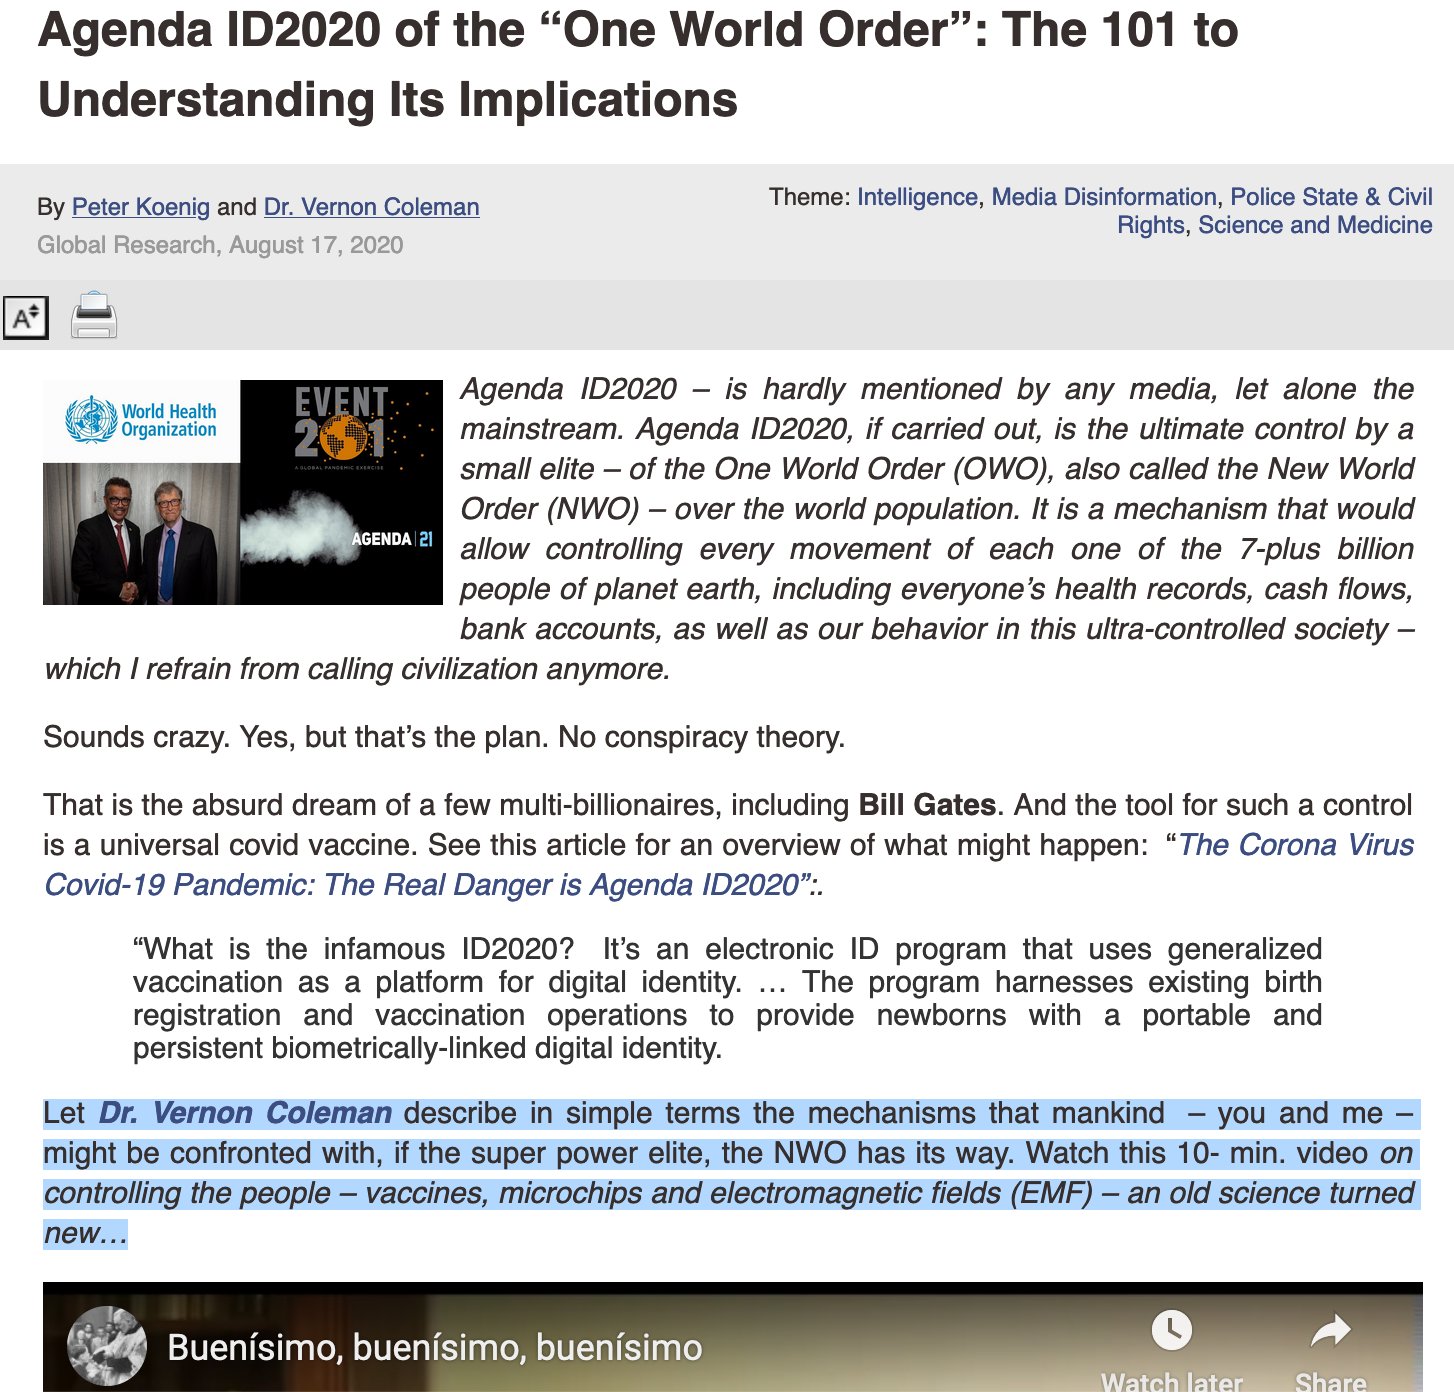 Agenda ID2020 of the “One World Order”: The 101 to
Understanding Its Implications
By Peter Koenig and Dr. Vernon Coleman
Global Research, August 17, 2020
Theme: Intelligence, Media Disinformation, Police State & Civil
Rights, Science and Medicine
A
World Health
Organization
EVENT
201
A GLOBAL PANDEMIC EXERCISE
AGENDA 21
Agenda ID2020 – is hardly mentioned by any media, let alone the
mainstream. Agenda ID2020, if carried out, is the ultimate control by a
small elite – of the One World Order (OWO), also called the New World
Order (NWO) – over the world population. It is a mechanism that would
allow controlling every movement of each one of the 7-plus billion
people of planet earth, including everyone’s health records, cash flows,
bank accounts, as well as our behavior in this ultra-controlled society –
which I refrain from calling civilization anymore.
Sounds crazy. Yes, but that’s the plan. No conspiracy theory.
That is the absurd dream of a few multi-billionaires, including Bill Gates. And the tool for such a control
is a universal covid vaccine. See this article for an overview of what might happen: “The Corona Virus
Covid-19 Pandemic: The Real Danger is Agenda ID2020”:.
“What is the infamous ID2020? It’s an electronic ID program that uses generalized
vaccination as a platform for digital identity. … The program harnesses existing birth
registration and vaccination operations to provide newborns with a portable and
persistent biometrically-linked digital identity.
Let Dr. Vernon Coleman describe in simple terms the mechanisms that mankind – you and me –
might be confronted with, if the super power elite, the NWO has its way. Watch this 10- min. video on
controlling the people – vaccines, microchips and electromagnetic fields (EMF) – an old science turned
new…
Buenísimo, buenísimo, buenísimo
Watch later
Share